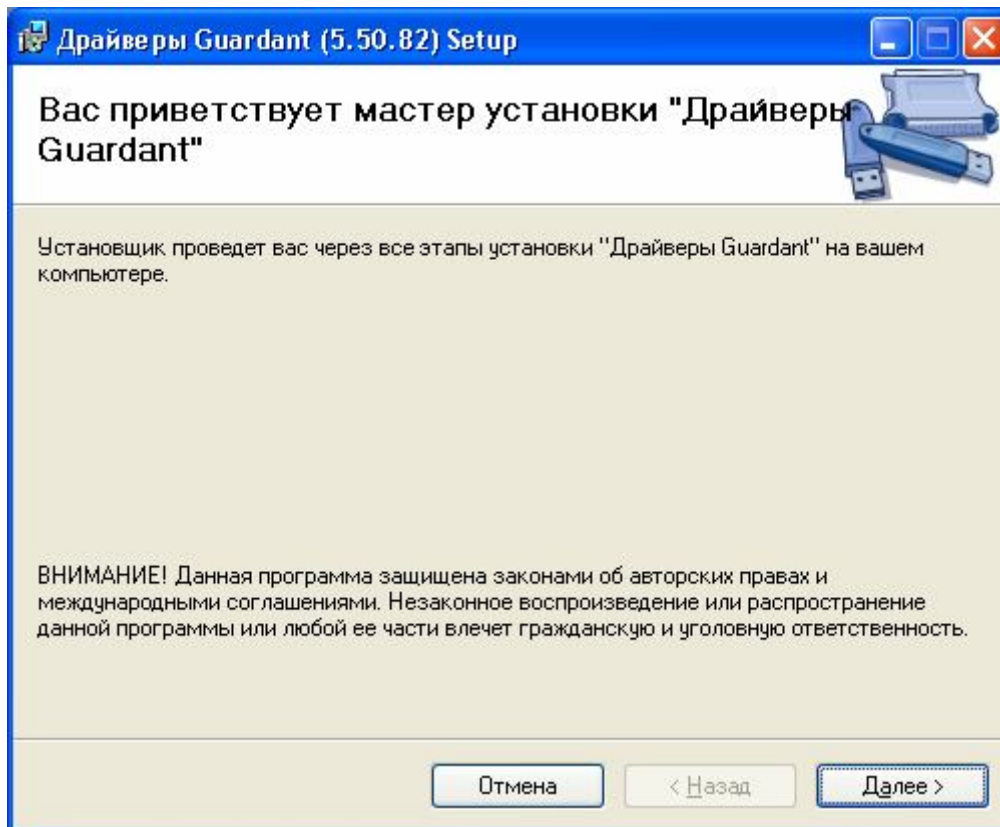 Драйверы Guardant (5.50.82) Setup
Вас приветствует мастер установки "Драйверы
Guardant"
Установщик проведет вас через все этапы установки "Драйверы Guardant" на вашем
компьютере.
ВНИМАНИЕ! Данная программа защищена законами об авторских правах и
международными соглашениями. Незаконное воспроизведение или распространение
данной программы или любой ее части влечет гражданскую и уголовную ответственность.
Отмена
< Назад
Далее >